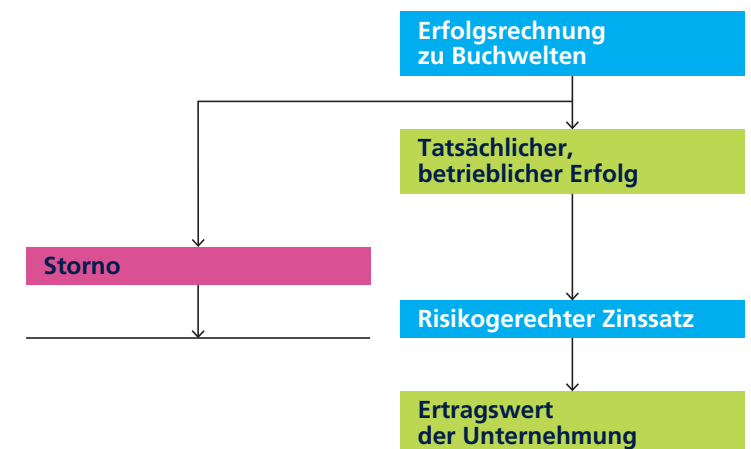 Erfolgsrechnung
zu Buchwelten
Tatsächlicher,
betrieblicher Erfolg
Storno
Risikogerechter Zinssatz
Ertragswert
der Unternehmung